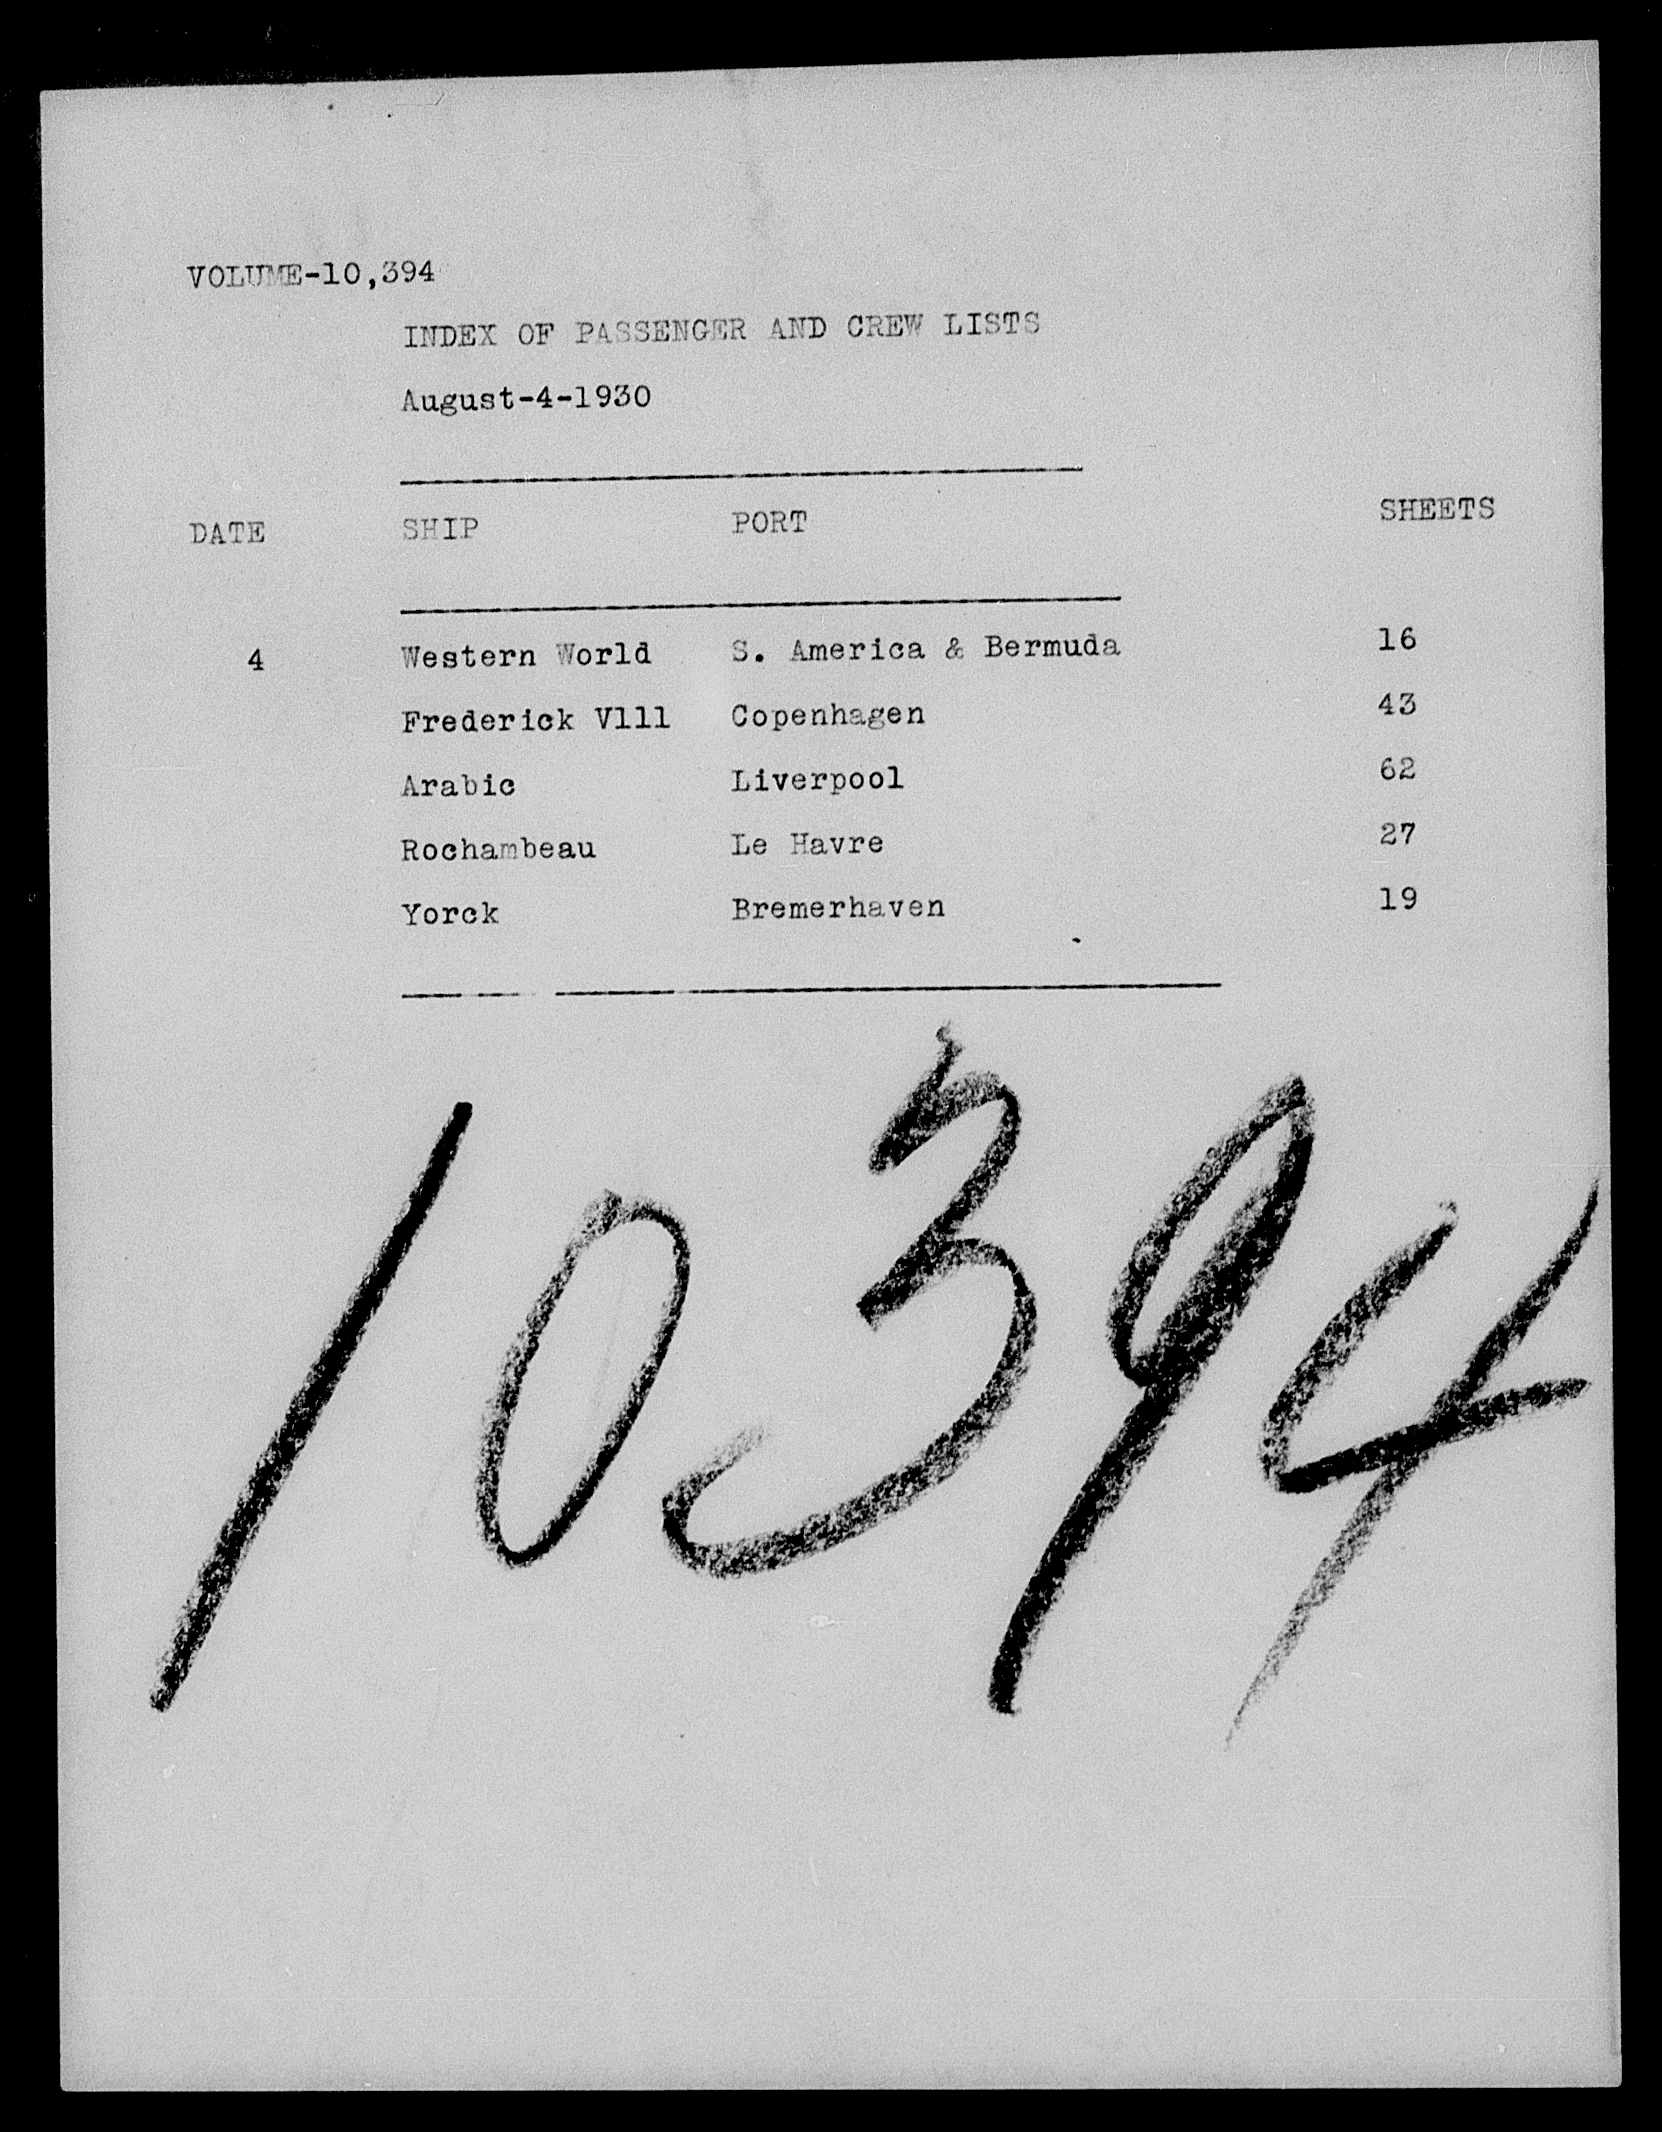 VOLUME-10,394
INDEX OF PASSENGER AND CREW LISTS
August-4-1930
DATE SHIP PORT SHEETS
4 Western World S. America & Bermuda 16
Frederick Vlll Copenhagen 43
Arabic Liverpool 62
Rochambeau Le Havre 27
Yorck Bremerhaven 19
10394